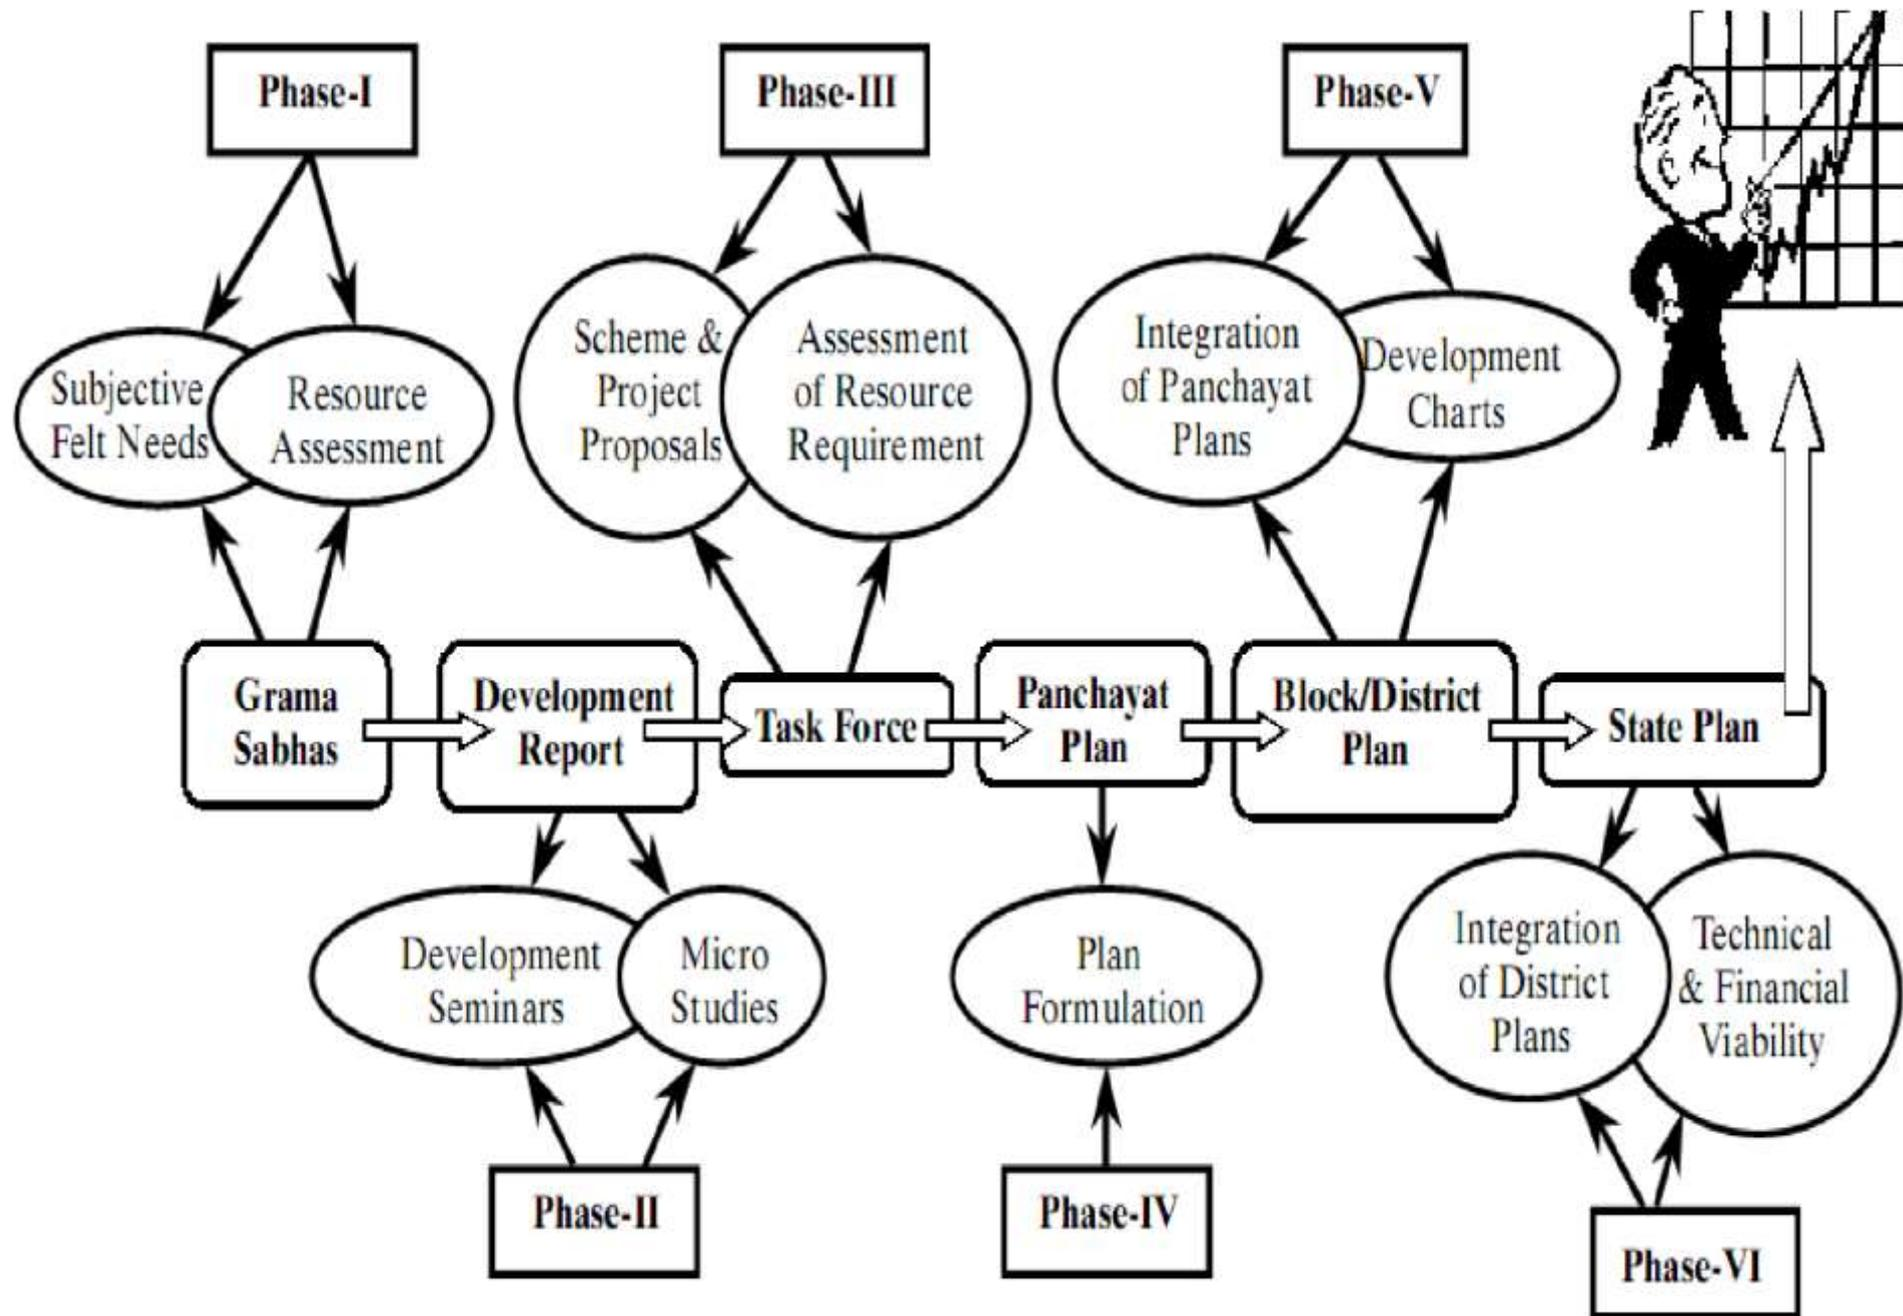 Phase-I
Phase-III
Phase-V
Subjective
Felt Needs
Resource
Assessment
Scheme &
Project
Proposals
Assessment
of Resource
Requirement
Integration
of Panchayat
Plans
Development
Charts
Grama
Sabhas
Development
Report
Task Force
Panchayat
Plan
Block/District
Plan
State Plan
Development
Seminars
Micro
Studies
Plan
Formulation
Integration
of District
Plans
Technical
& Financial
Viability
Phase-II
Phase-IV
Phase-VI